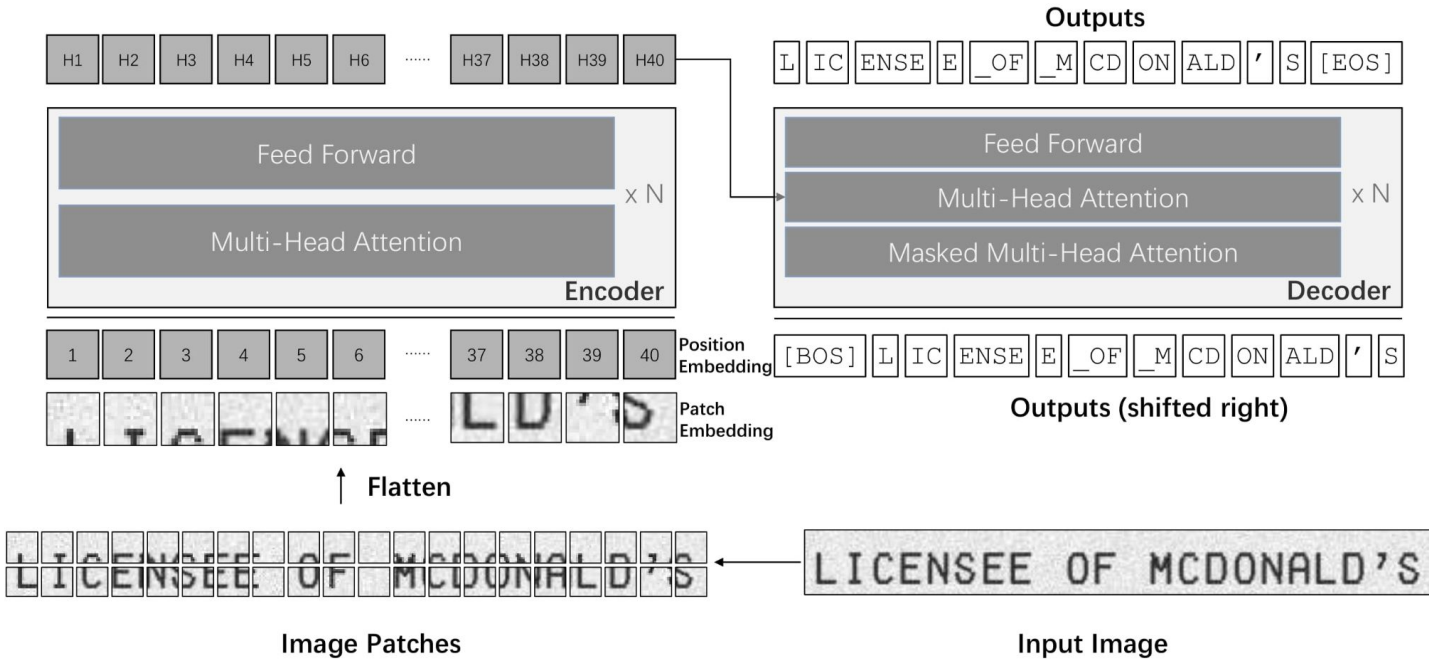 Outputs
H1 H2 H3 H4 H5 H6 ...... H37 H38 H39 H40
L IC ENSE E _OF _M CD ON ALD ' S [EOS]
Feed Forward
Multi-Head Attention
x N
Encoder
Feed Forward
Multi-Head Attention
Masked Multi-Head Attention
x N
Decoder
1 2 3 4 5 6 ...... 37 38 39 40
Position
Embedding
[BOS] L IC ENSE E _OF _M CD ON ALD ' S
......
Patch
Embedding
Outputs (shifted right)
LD'S
Flatten
LICENSEE OF MCDONALD'S
LICENSEE OF MCDONALD'S
Image Patches
Input Image